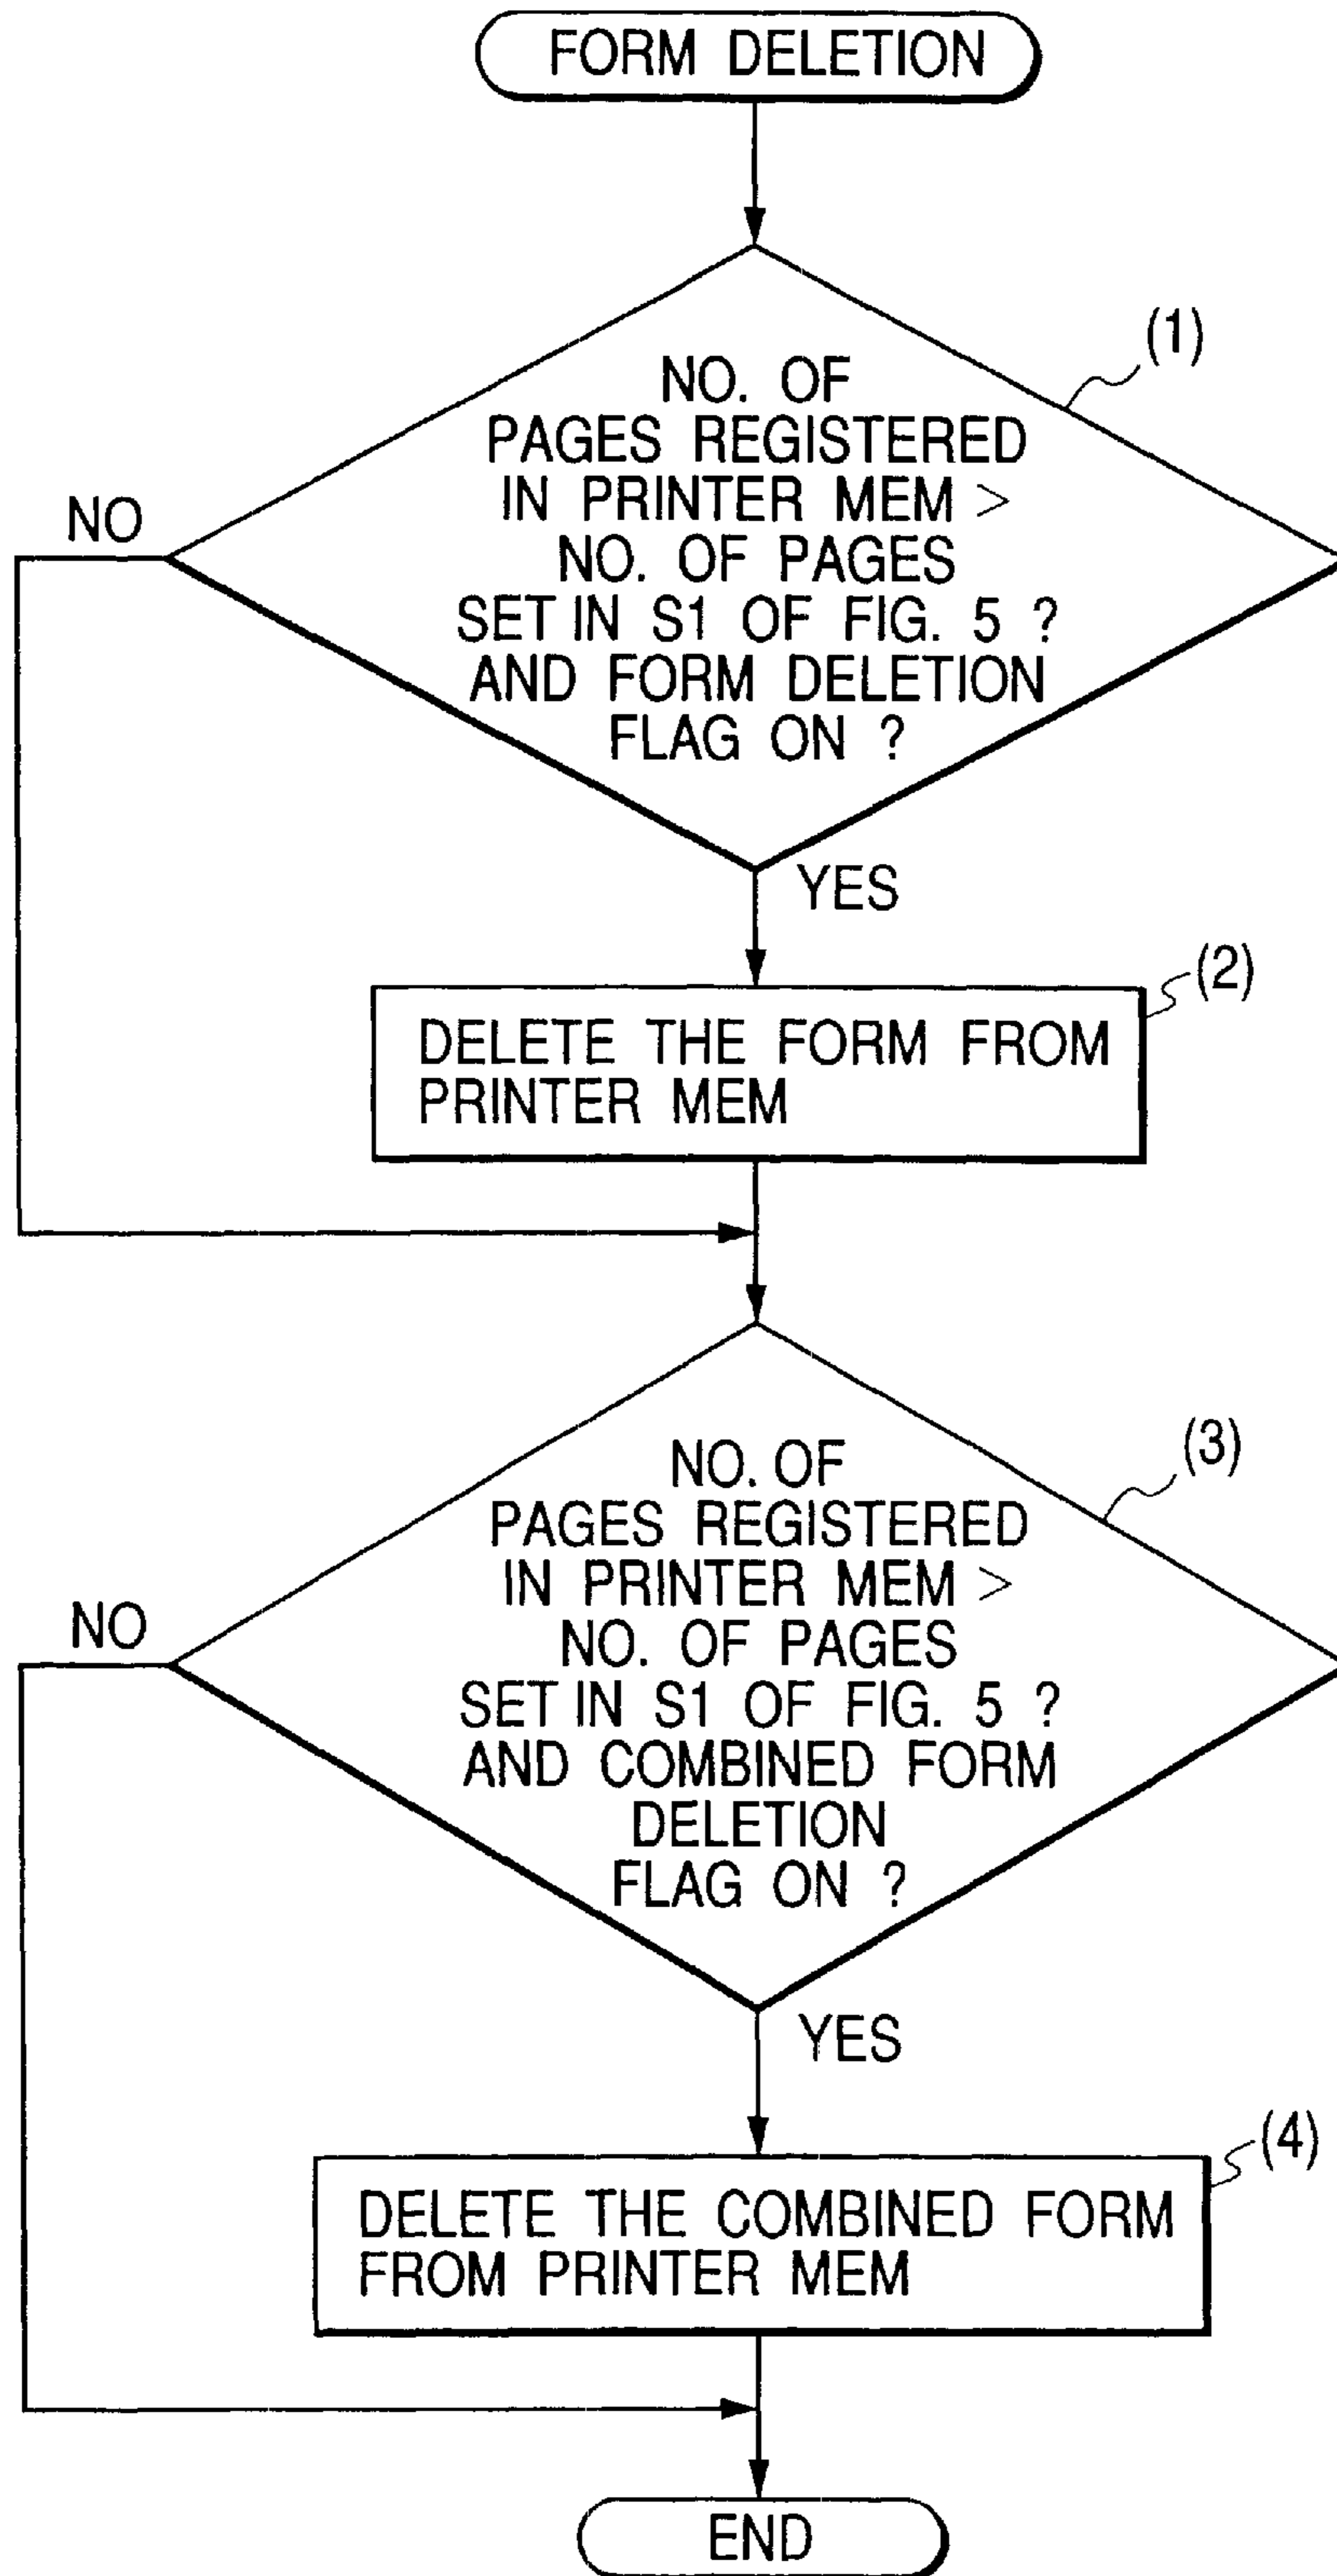 FORM DELETION
(1)
NO. OF
PAGES REGISTERED
IN PRINTER MEM >
NO. OF PAGES
SET IN S1 OF FIG. 5 ?
AND FORM DELETION
FLAG ON ?
NO
YES
(2)
DELETE THE FORM FROM
PRINTER MEM
(3)
NO. OF
PAGES REGISTERED
IN PRINTER MEM >
NO. OF PAGES
SET IN S1 OF FIG. 5 ?
AND COMBINED FORM
DELETION
FLAG ON ?
NO
YES
(4)
DELETE THE COMBINED FORM
FROM PRINTER MEM
END